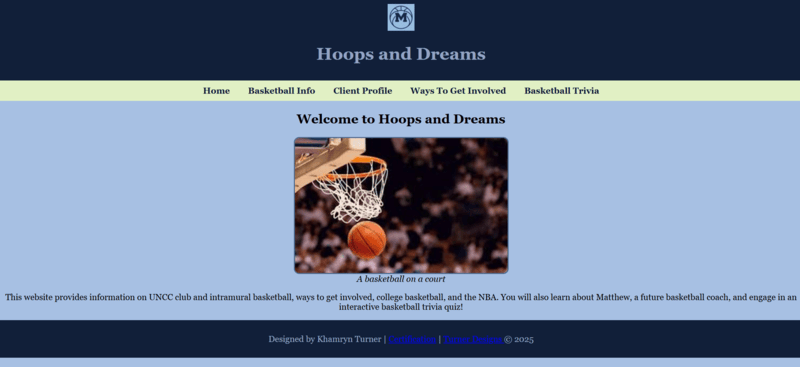 M
Hoops and Dreams
Home Basketball Info Client Profile Ways To Get Involved Basketball Trivia
Welcome to Hoops and Dreams
A basketball on a court
This website provides information on UNCC club and intramural basketball, ways to get involved, college basketball, and the NBA. You will also learn about Matthew, a future basketball coach, and engage in an
interactive basketball trivia quiz!
Designed by Khamryn Turner | | © 2025